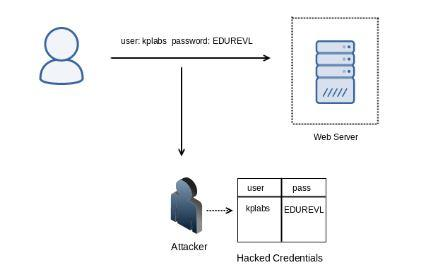 user: kplabs password: EDUREVL
Web Server
user pass
kplabs EDUREVL
Attacker
Hacked Credentials